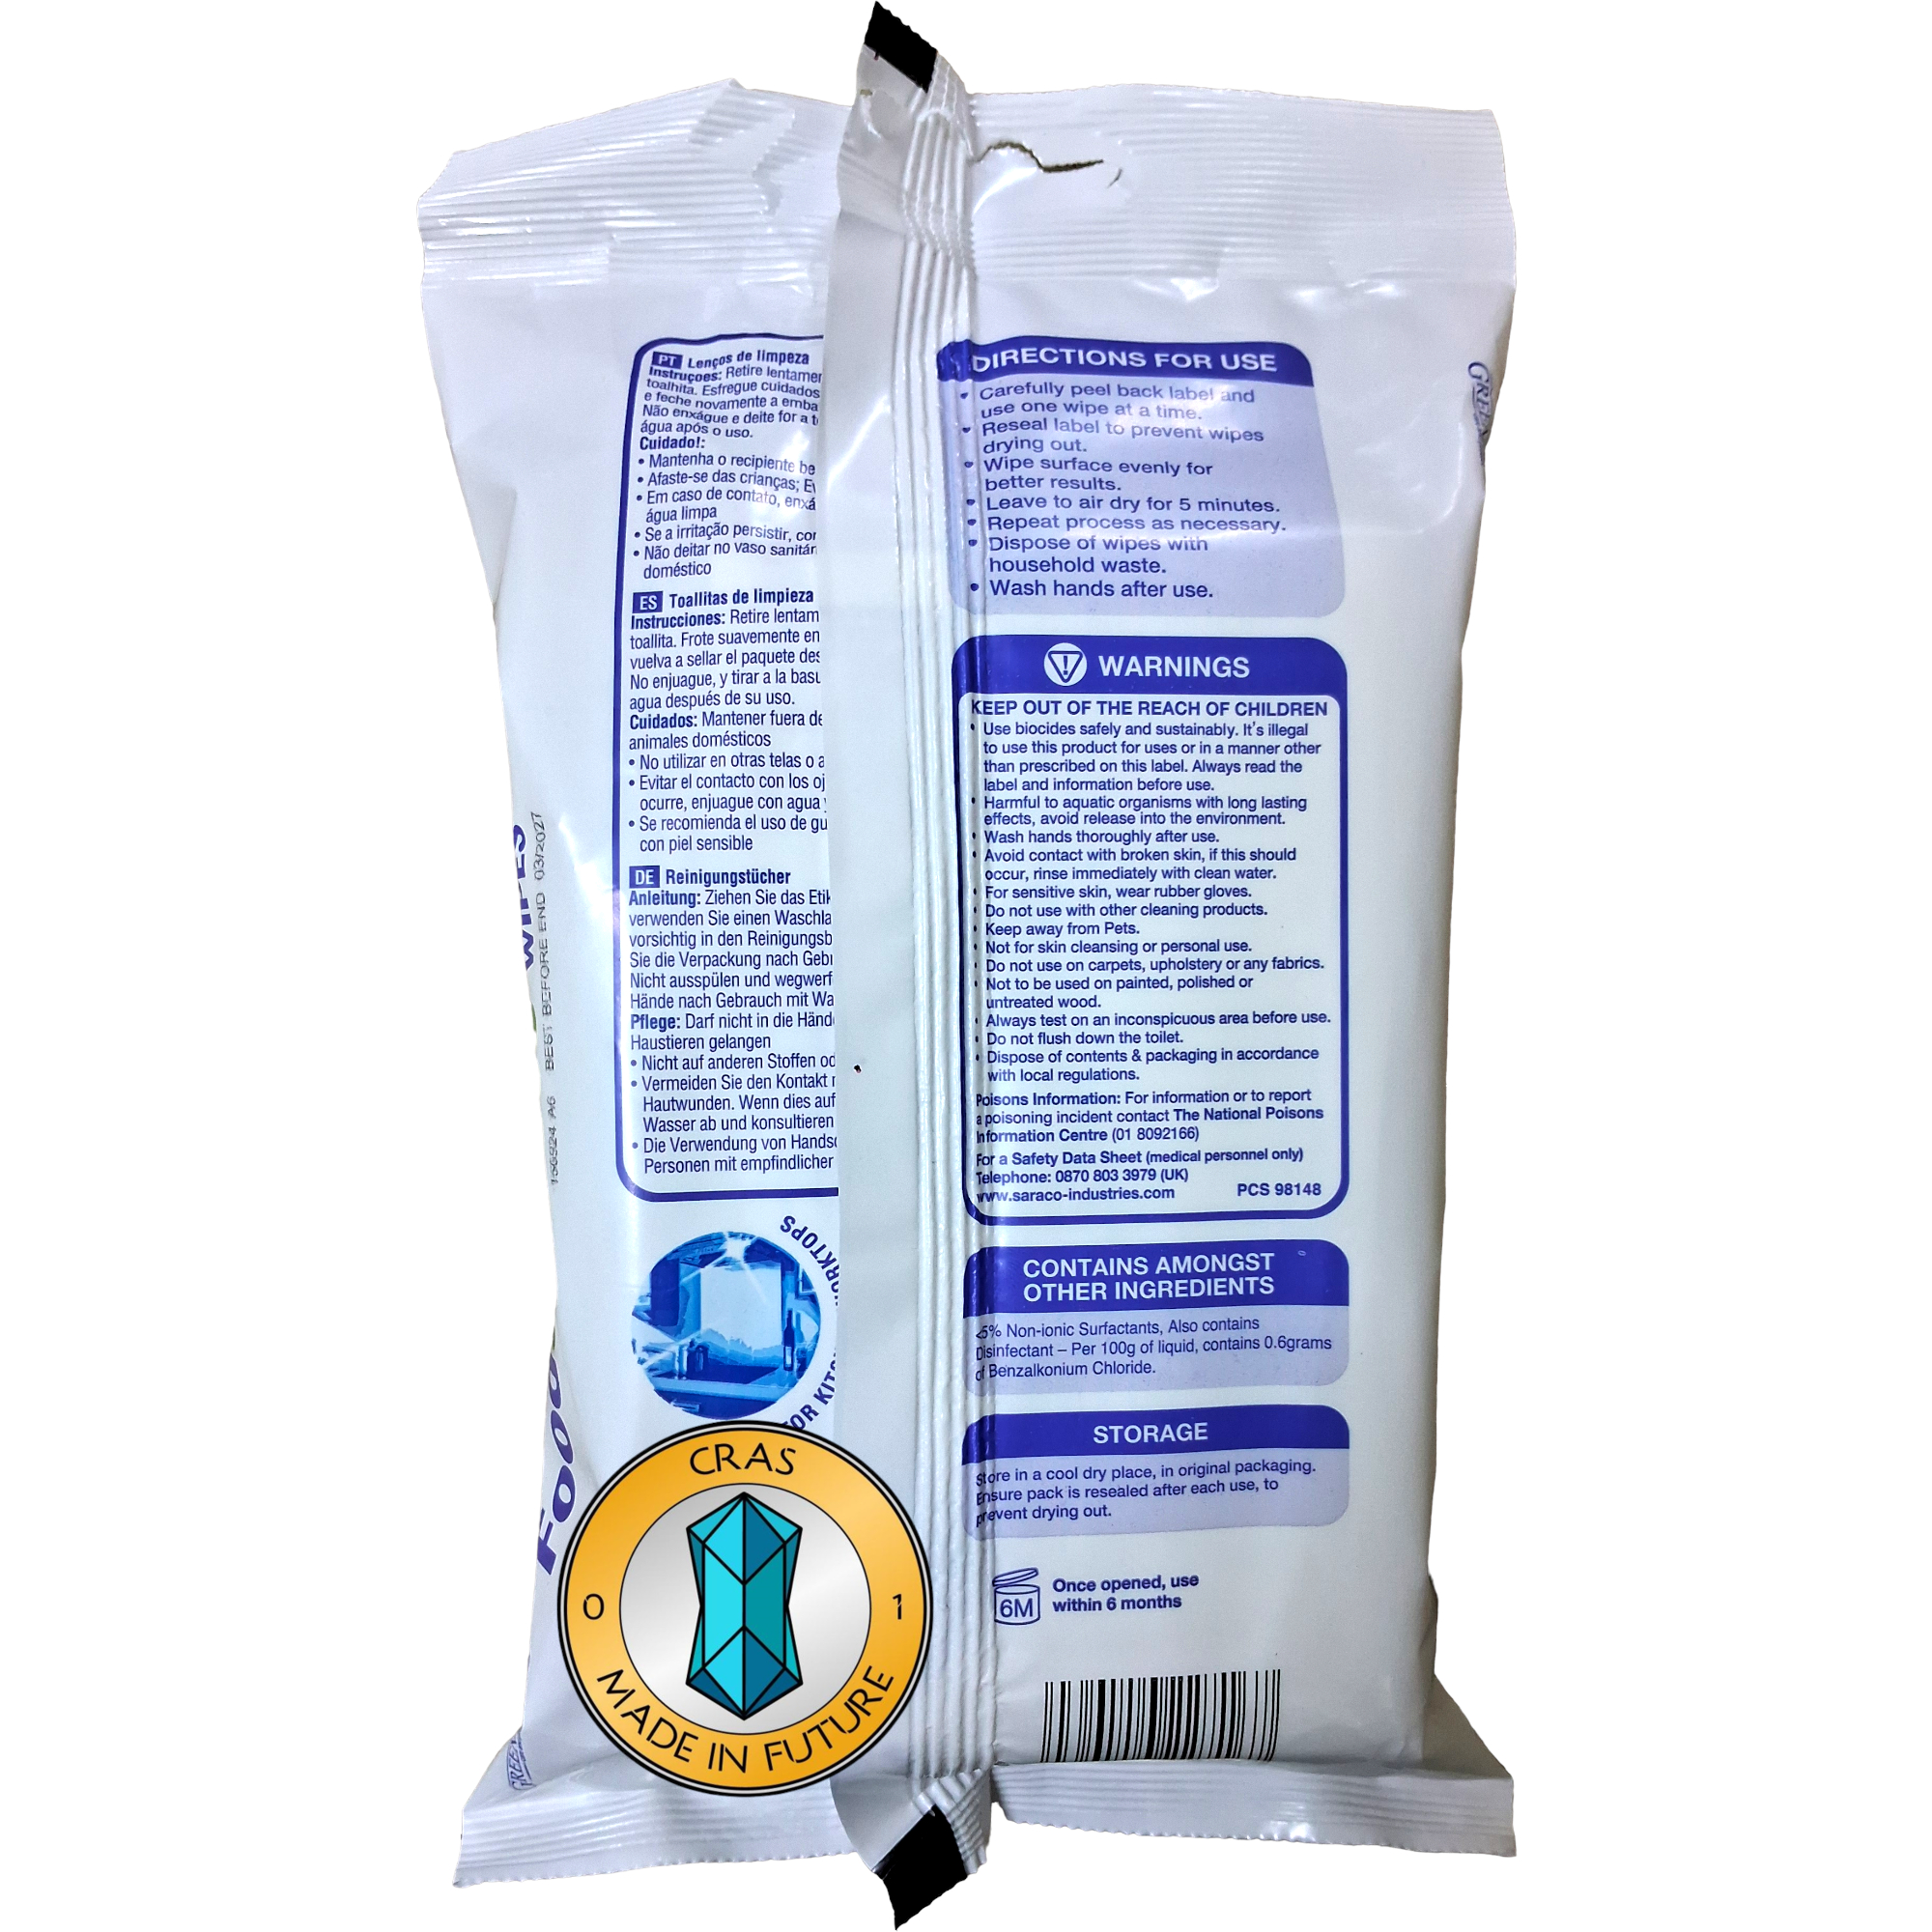 PT Lenços de limpeza
Instruçoes: Retire lentamer
toalhita. Esfregue cuidados
e feche novamente a emba
Não enxágue e deite for a t
água após o uso.
Cuidado!:
• Mantenha o recipiente be
• Afaste-se das crianças; E
• Em caso de contato, enxá
água limpa
• Se a irritação persistir, cor
• Não deitar no vaso sanitár
doméstico
ES Toallitas de limpieza
Instrucciones: Retire lentam
toallita. Frote suavemente en
vuelva a sellar el paquete des
No enjuague, y tirar a la basu
agua después de su uso.
Cuidados: Mantener fuera de
animales domésticos
• No utilizar en otras telas o a
• Evitar el contacto con los oj
ocurre, enjuague con agua y
• Se recomienda el uso de gu
con piel sensible
DE Reinigungstücher
Anleitung: Ziehen Sie das Etik
verwenden Sie einen Waschla
vorsichtig in den Reinigungsb
Sie die Verpackung nach Gebr
Nicht ausspülen und wegwerf
Hände nach Gebrauch mit Wa
Pflege: Darf nicht in die Händ
Haustieren gelangen
• Nicht auf anderen Stoffen od
• Vermeiden Sie den Kontakt
Hautwunden. Wenn dies auf
Wasser ab und konsultieren
• Die Verwendung von Hands
Personen mit empfindlicher
WORKTOPS
FOR KITC
WIPES
BEST BEFORE END 03/2027
DIRECTIONS FOR USE
• Carefully peel back label and
use one wipe at a time.
• Reseal label to prevent wipes
drying out.
• Wipe surface evenly for
better results.
• Leave to air dry for 5 minutes.
• Repeat process as necessary.
• Dispose of wipes with
household waste.
• Wash hands after use.
WARNINGS
KEEP OUT OF THE REACH OF CHILDREN
• Use biocides safely and sustainably. It's illegal
to use this product for uses or in a manner other
than prescribed on this label. Always read the
label and information before use.
• Harmful to aquatic organisms with long lasting
effects, avoid release into the environment.
• Wash hands thoroughly after use.
• Avoid contact with broken skin, if this should
occur, rinse immediately with clean water.
• For sensitive skin, wear rubber gloves.
• Do not use with other cleaning products.
• Keep away from Pets.
• Not for skin cleansing or personal use.
• Do not use on carpets, upholstery or any fabrics.
• Not to be used on painted, polished or
untreated wood.
• Always test on an inconspicuous area before use.
• Do not flush down the toilet.
• Dispose of contents & packaging in accordance
with local regulations.
Poisons Information: For information or to report
a poisoning incident contact The National Poisons
Information Centre (01 8092166)
For a Safety Data Sheet (medical personnel only)
Telephone: 0870 803 3979 (UK)
www.saraco-industries.com PCS 98148
CONTAINS AMONGST
OTHER INGREDIENTS
<5% Non-ionic Surfactants, Also contains
Disinfectant – Per 100g of liquid, contains 0.6grams
of Benzalkonium Chloride.
STORAGE
Store in a cool dry place, in original packaging.
Ensure pack is resealed after each use, to
prevent drying out.
6M
Once opened, use
within 6 months
CRAS
0 1
MADE IN FUTURE